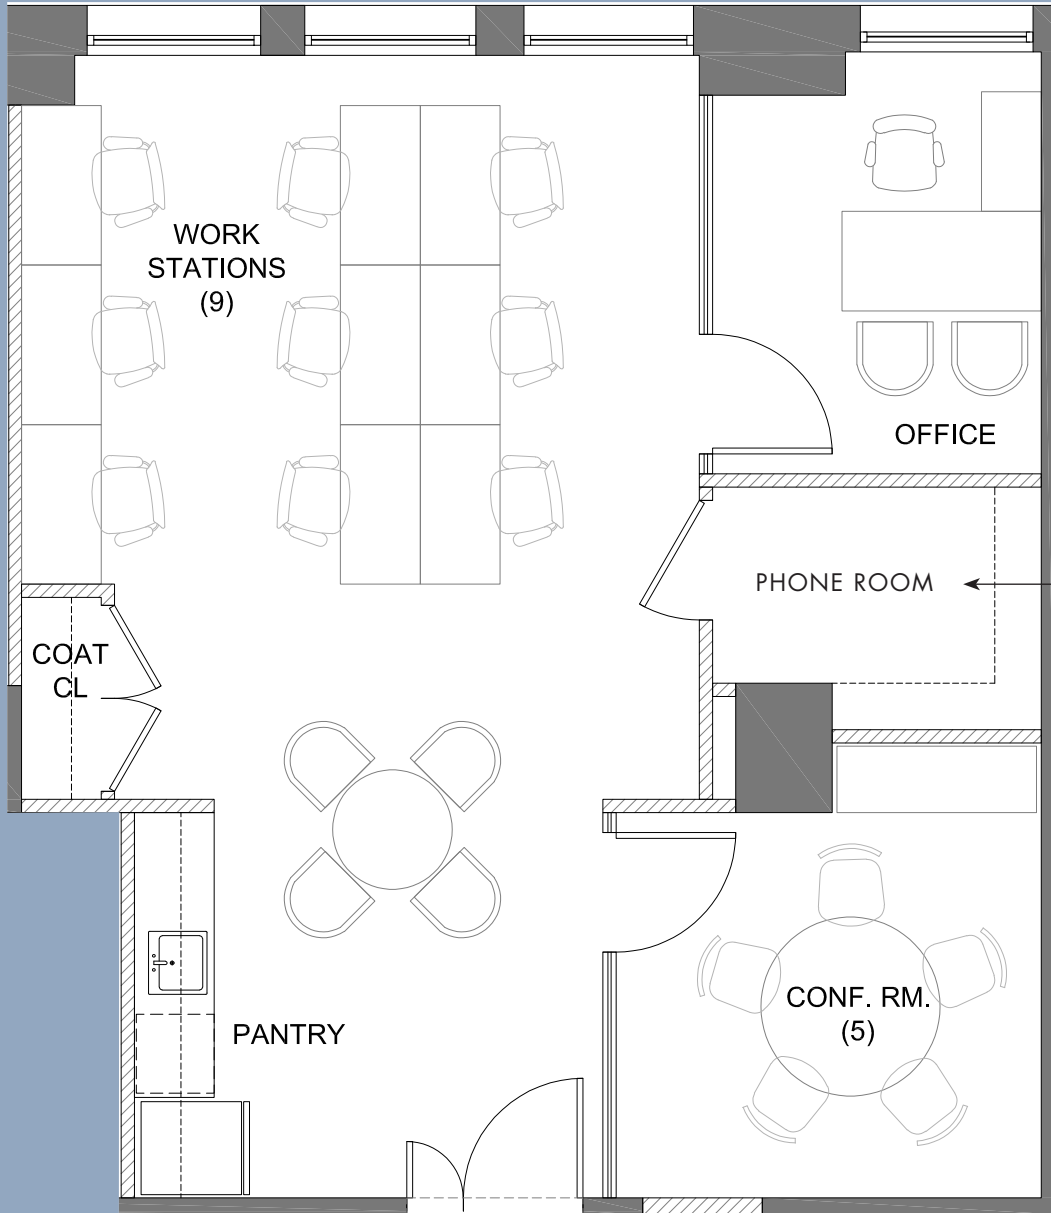 WORK
STATIONS
(9)
OFFICE
PHONE ROOM
COAT
CL
CONF. RM.
(5)
PANTRY